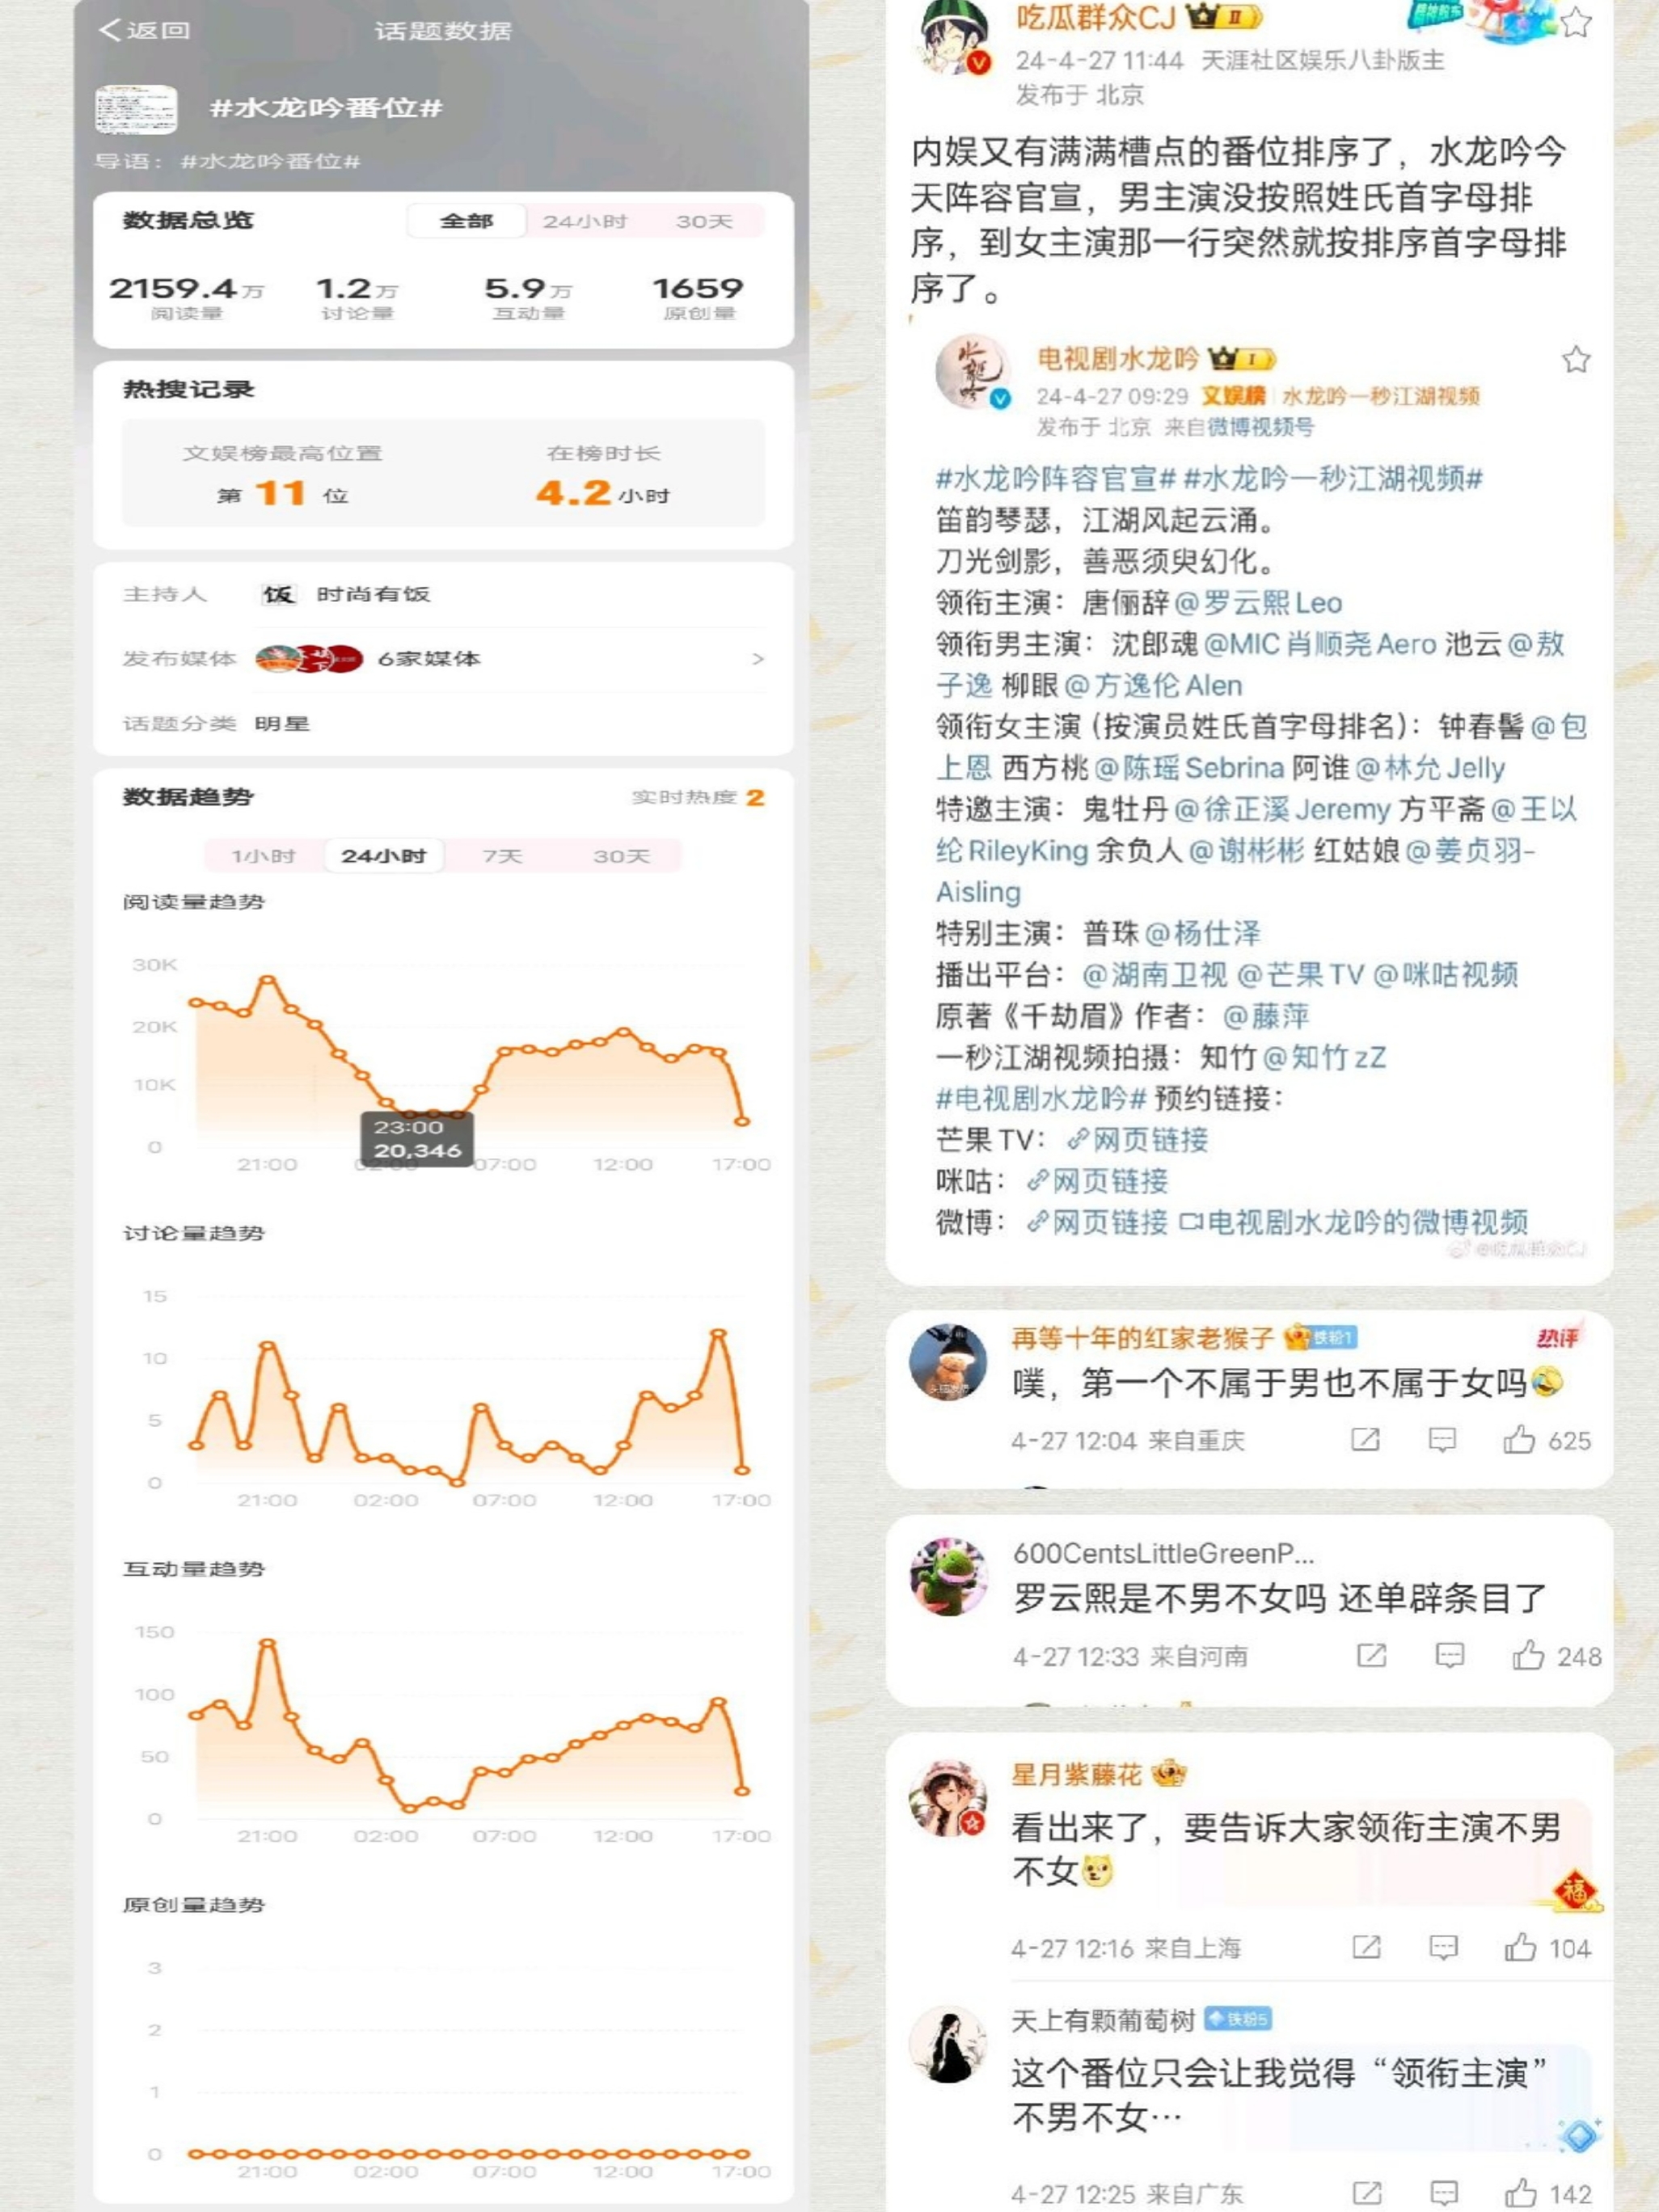 返回 话题数据
#水龙吟番位#
导语：#水龙吟番位#
数据总览 全部 24小时 30天
2159.4万 1.2万 5.9万 1659
阅读量 讨论量 互动量 原创量
热搜记录
文娱榜最高位置 在榜时长
第 11 位 4.2小时
主持人 饭 时尚有饭
发布媒体 6家媒体
话题分类 明星
数据趋势 实时热度 2
1小时 24小时 7天 30天
阅读量趋势
30K
20K
10K
23:00
20,346
0
21:00 02:00 07:00 12:00 17:00
讨论量趋势
15
10
5
0
21:00 02:00 07:00 12:00 17:00
互动量趋势
150
100
50
0
21:00 02:00 07:00 12:00 17:00
原创量趋势
3
2
1
0
21:00 02:00 07:00 12:00 17:00
吃瓜群众CJ II
24-4-27 11:44 天涯社区娱乐八卦版主
发布于 北京
内娱又有满满槽点的番位排序了，水龙吟今
天阵容官宣，男主演没按照姓氏首字母排
序，到女主演那一行突然就按排序首字母排
序了。
水龍吟
电视剧水龙吟 I
24-4-27 09:29 文娱榜 水龙吟一秒江湖视频
发布于 北京 来自微博视频号
#水龙吟阵容官宣# #水龙吟一秒江湖视频#
笛韵琴瑟，江湖风起云涌。
刀光剑影，善恶须臾幻化。
领衔主演：唐俪辞@罗云熙Leo
领衔男主演：沈郎魂@MIC肖顺尧Aero 池云@敖
子逸 柳眼@方逸伦Alen
领衔女主演 (按演员姓氏首字母排名)：钟春髻@包
上恩 西方桃@陈瑶Sebrina 阿谁@林允Jelly
特邀主演：鬼牡丹@徐正溪Jeremy 方平斋@王以
纶RileyKing 余负人@谢彬彬 红姑娘@姜贞羽-
Aisling
特别主演：普珠@杨仕泽
播出平台：@湖南卫视 @芒果TV @咪咕视频
原著《千劫眉》作者：@藤萍
一秒江湖视频拍摄：知竹@知竹zZ
#电视剧水龙吟# 预约链接：
芒果TV：网页链接
咪咕：网页链接
微博：网页链接 电视剧水龙吟的微博视频
@吃瓜群众CJ
再等十年的红家老猴子 铁粉1 热评
噗，第一个不属于男也不属于女吗
4-27 12:04 来自重庆 625
600CentsLittleGreenP...
罗云熙是不男不女吗 还单辟条目了
4-27 12:33 来自河南 248
星月紫藤花
看出来了，要告诉大家领衔主演不男
不女
福
4-27 12:16 来自上海 104
天上有颗葡萄树 铁粉5
这个番位只会让我觉得“领衔主演”
不男不女…
4-27 12:25 来自广东 142